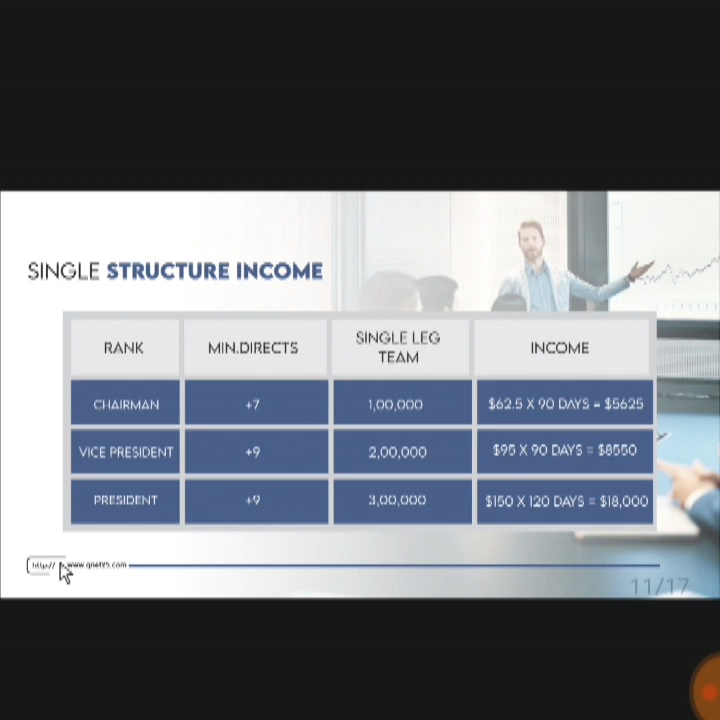 SINGLE STRUCTURE INCOME
RANK
MIN.DIRECTS
SINGLE LEG
TEAM
INCOME
CHAIRMAN
+7
1,00,000
$62.5 X 90 DAYS = $5625
VICE PRESIDENT
+9
2,00,000
$95 X 90 DAYS = $8550
PRESIDENT
+9
3,00,000
$150 X 120 DAYS = $18,000
http://
11/17